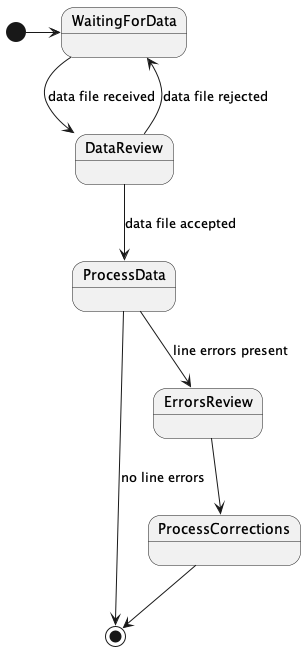 WaitingForData
data file received
data file rejected
DataReview
data file accepted
ProcessData
line errors present
ErrorsReview
no line errors
ProcessCorrections